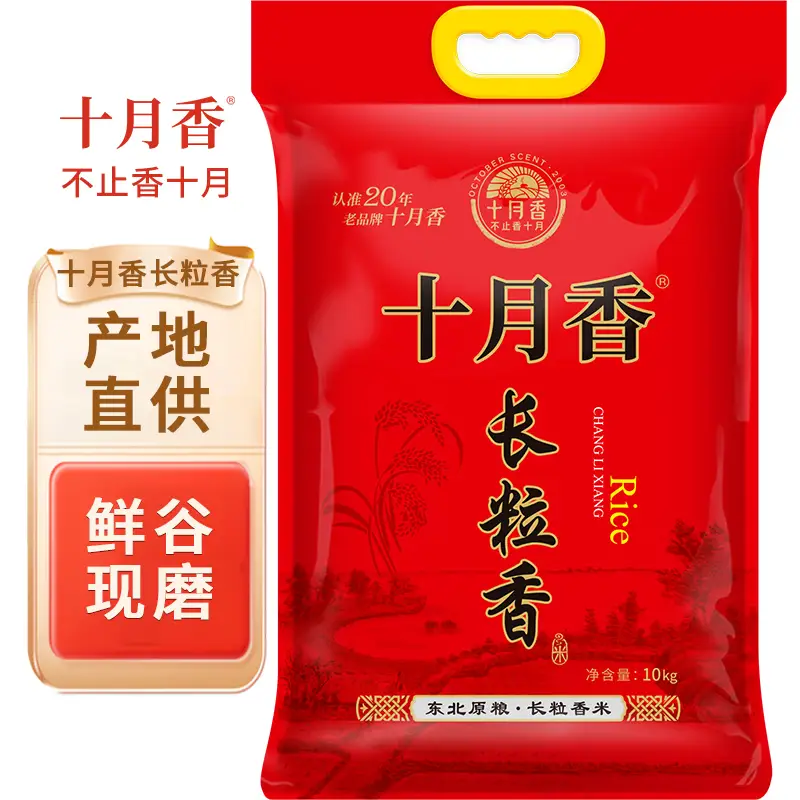 十月香®
不止香十月
十月香长粒香
产地
直供
鲜谷
现磨
OCTOBER SCENT · 2003
十月香
不止香十月
认准20年
老品牌十月香
十月香®
长粒香
CHANG LI XIANG
Rice
净含量：10kg
东北原粮·长粒香米